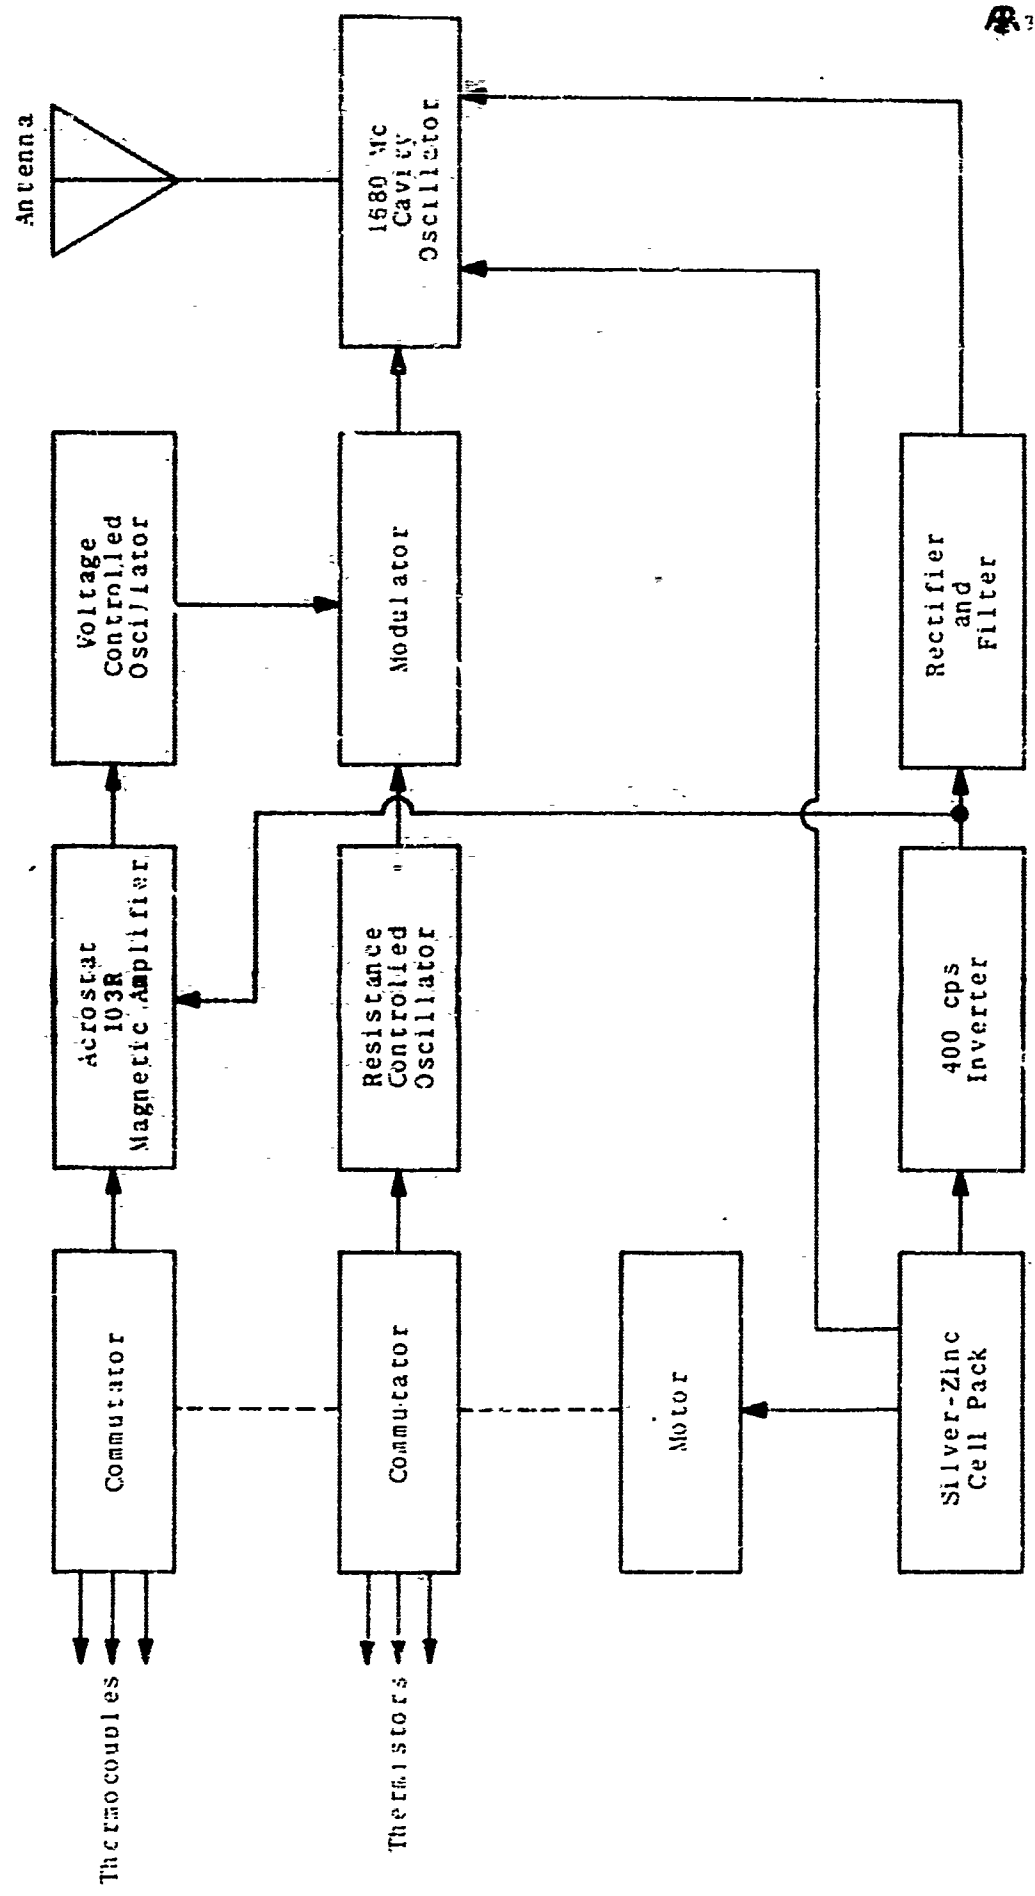 Thermocouples
Commutator
Acrostat
103R
Magnetic Amplifier
Voltage
Controlled
Oscillator
Antenna
Thermistors
Commutator
Resistance
Controlled
Oscillator
Modulator
1680 Mc
Cavity
Oscillator
Motor
Silver-Zinc
Cell Pack
400 cps
Inverter
Rectifier
and
Filter